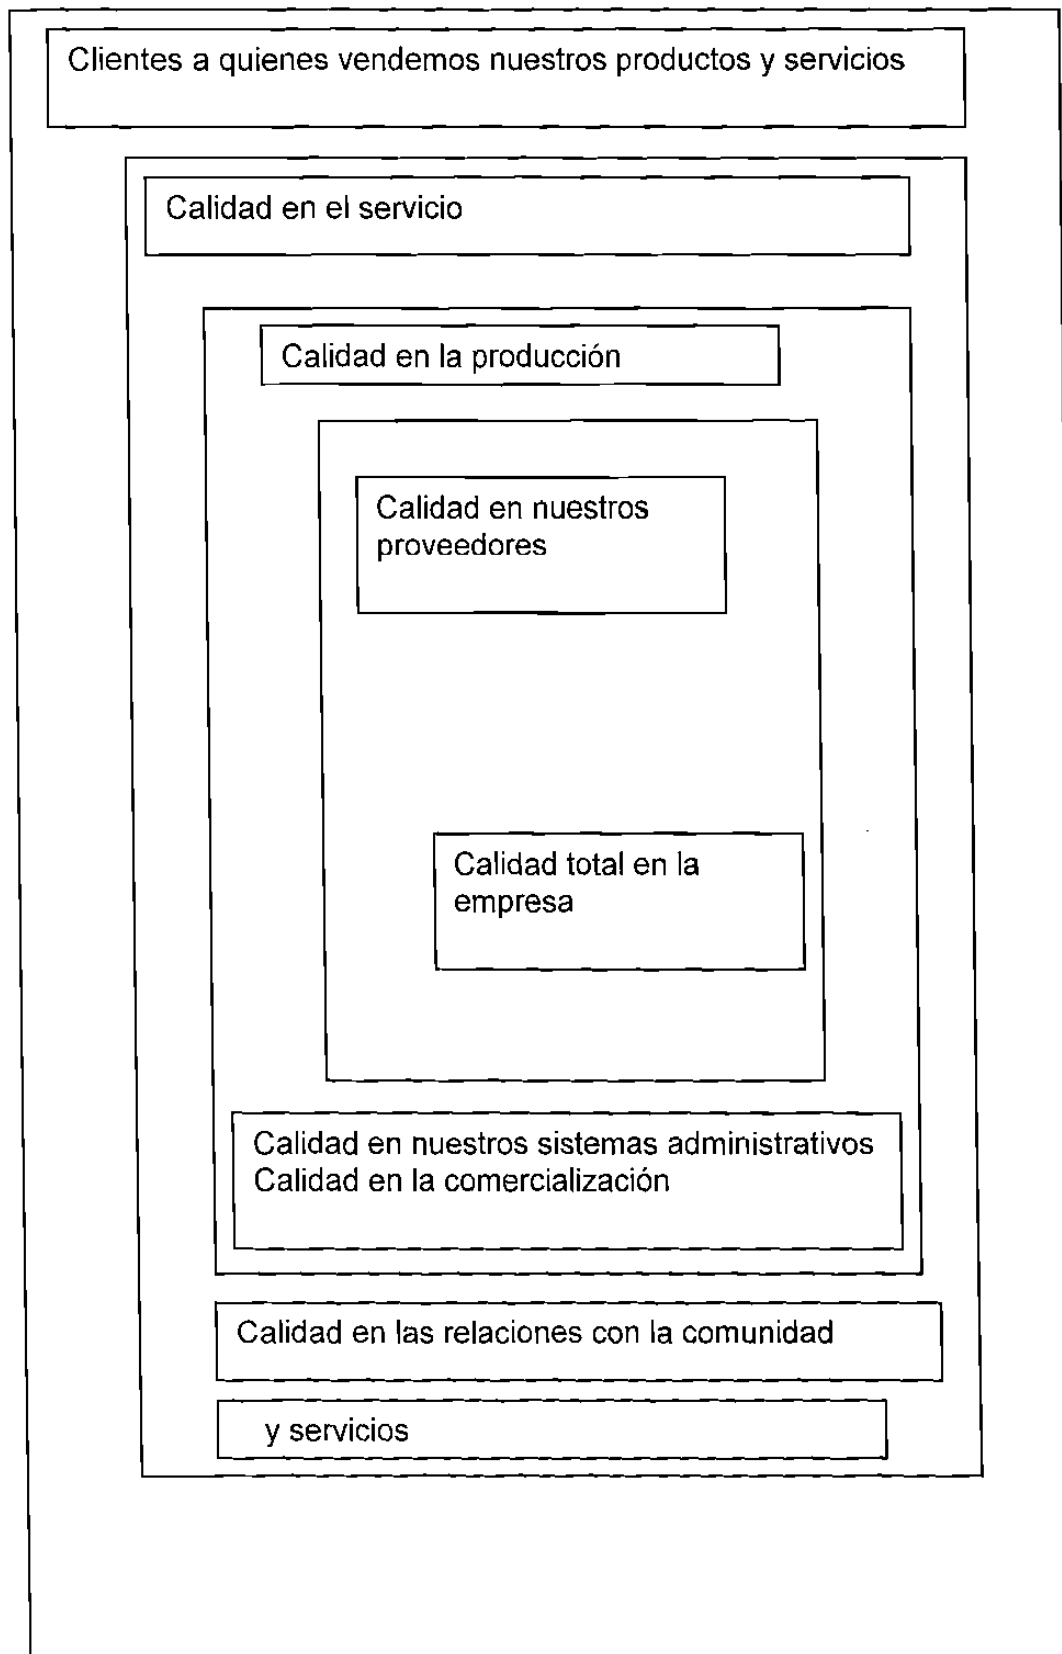 Clientes a quienes vendemos nuestros productos y servicios
Calidad en el servicio
Calidad en la producción
Calidad en nuestros
proveedores
Calidad total en la
empresa
Calidad en nuestros sistemas administrativos
Calidad en la comercialización
Calidad en las relaciones con la comunidad
y servicios